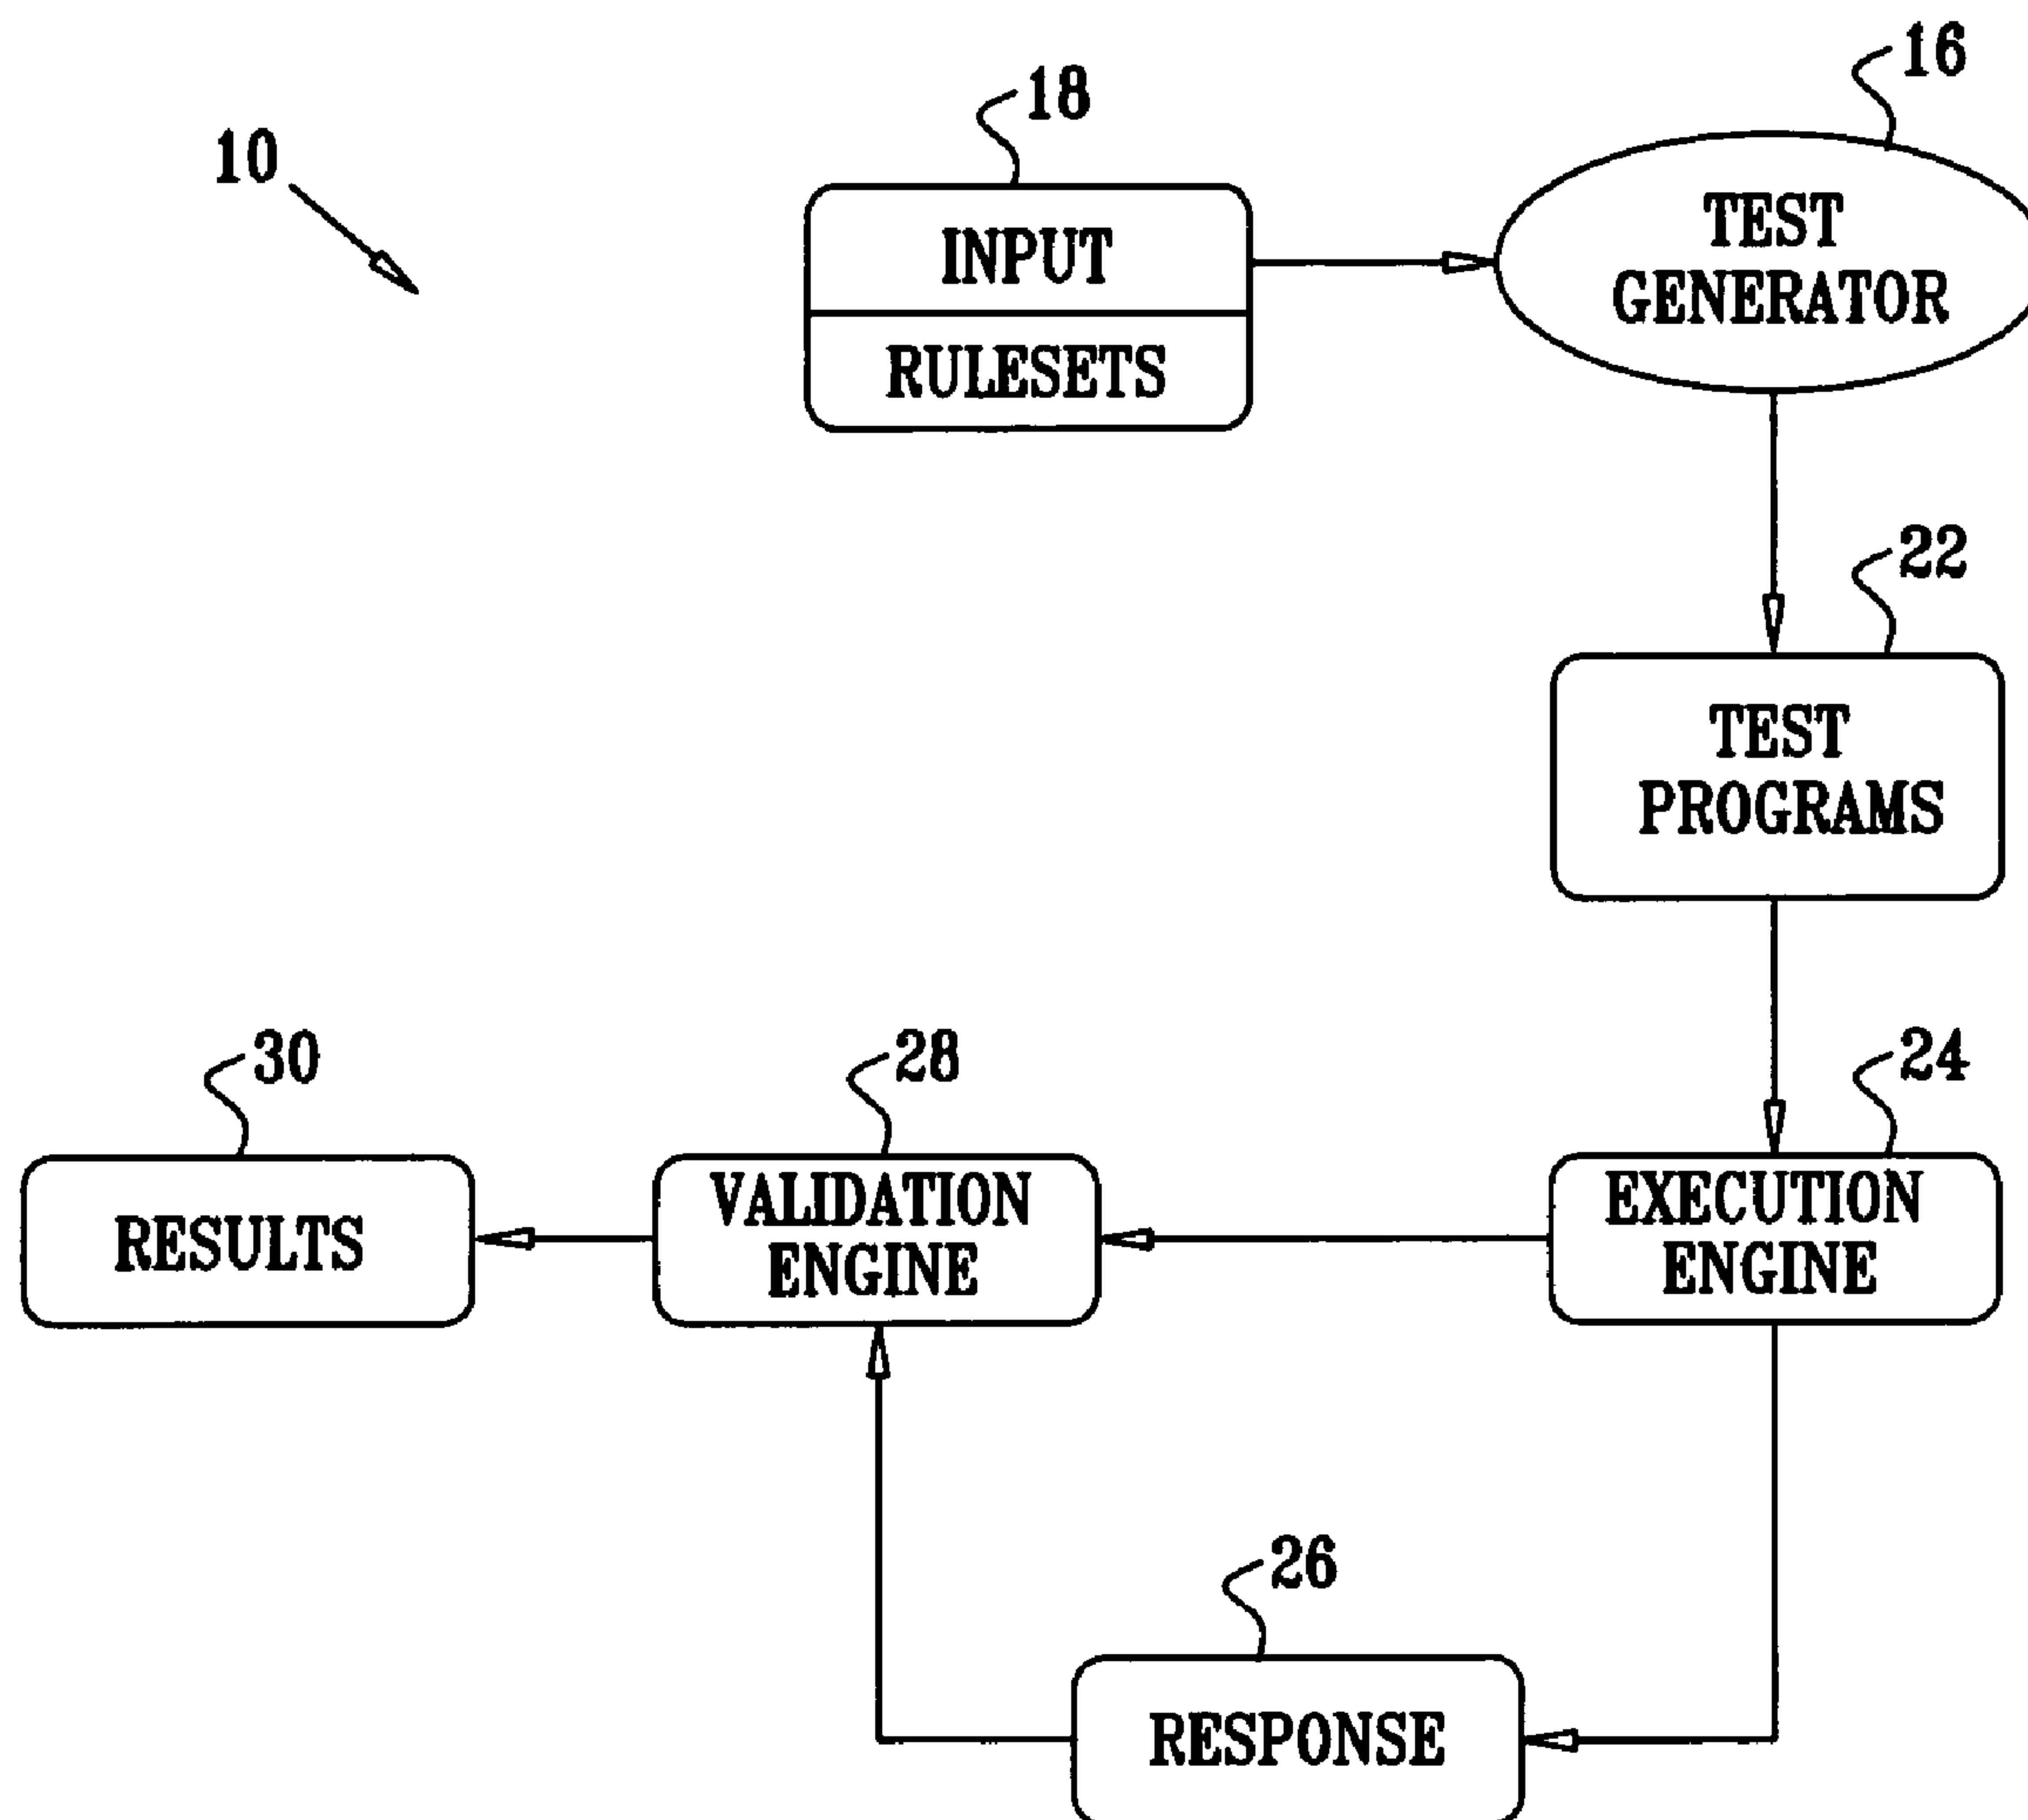 16
18
10
INPUT
RULESETS
TEST
GENERATOR
22
TEST
PROGRAMS
30
28
24
RESULTS
VALIDATION
ENGINE
EXECUTION
ENGINE
26
RESPONSE